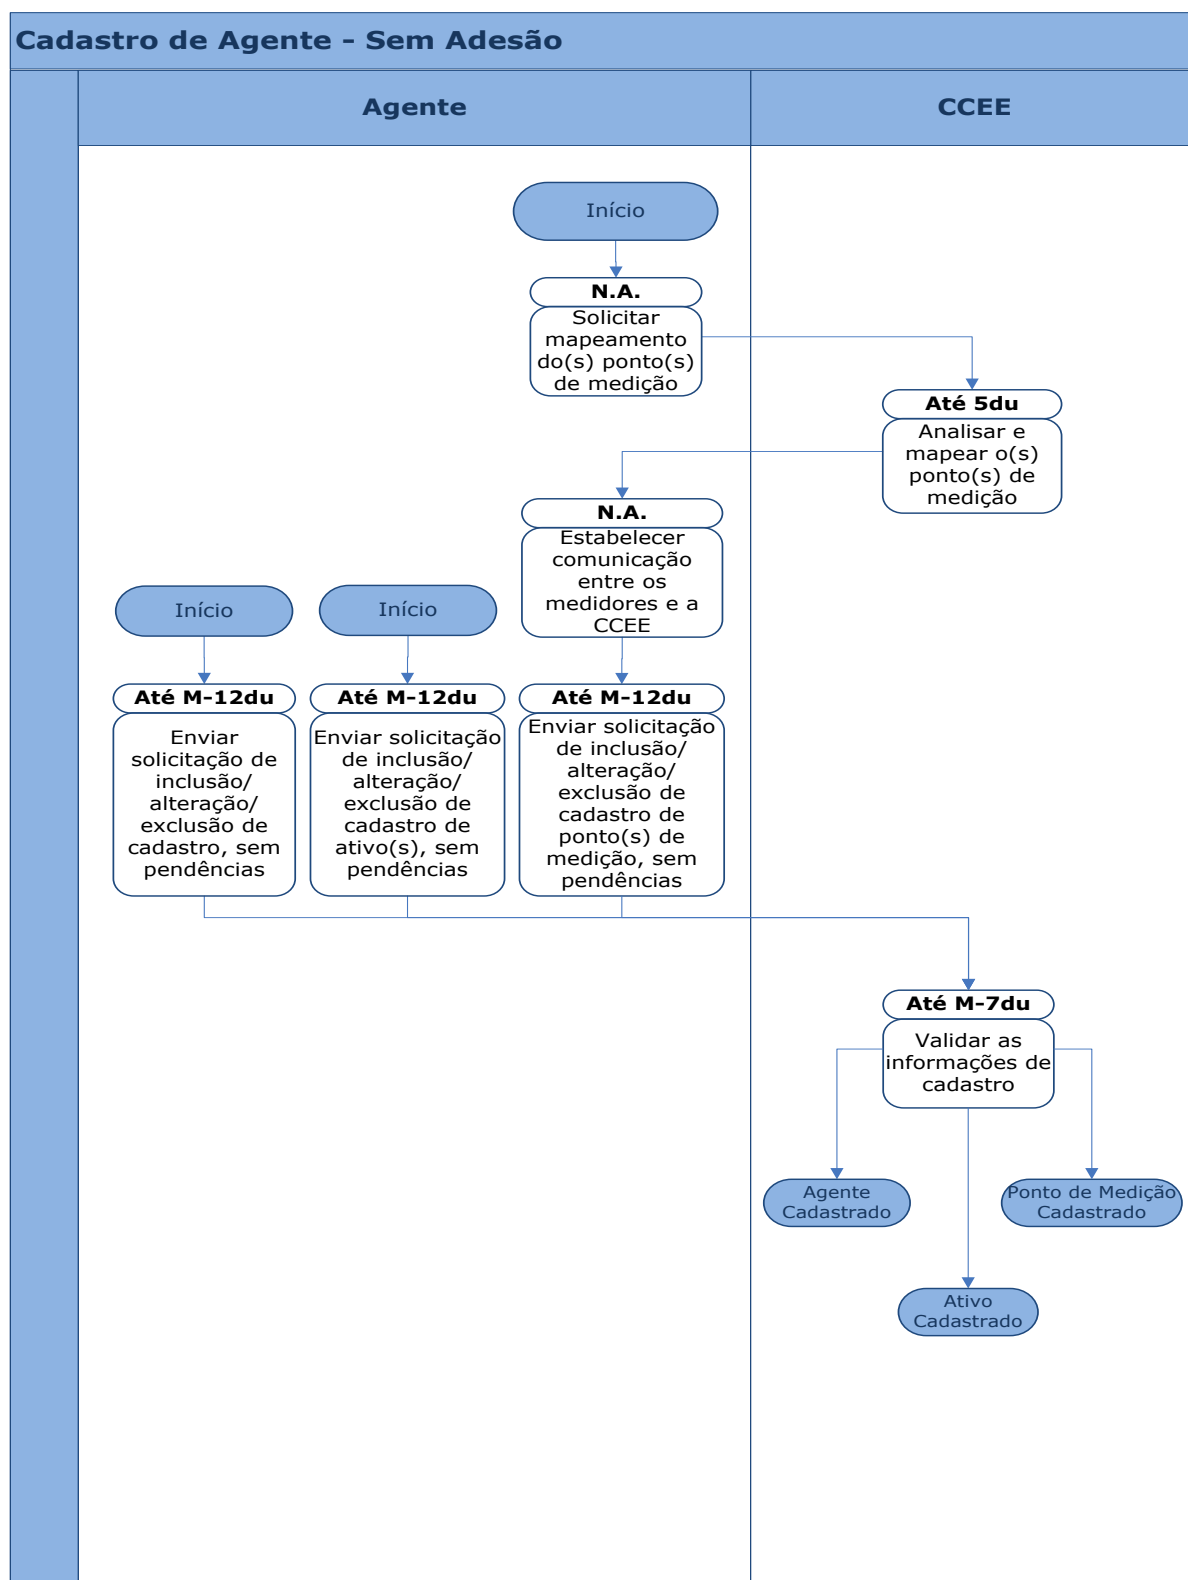 Cadastro de Agente - Sem Adesão
Agente
CCEE
Início
N.A.
Solicitar
mapeamento
do(s) ponto(s)
de medição
Até 5du
Analisar e
mapear o(s)
ponto(s) de
medição
N.A.
Estabelecer
comunicação
entre os
medidores e a
CCEE
Início
Início
Até M-12du
Enviar
solicitação de
inclusão/
alteração/
exclusão de
cadastro, sem
pendências
Até M-12du
Enviar solicitação
de inclusão/
alteração/
exclusão de
cadastro de
ativo(s), sem
pendências
Até M-12du
Enviar solicitação
de inclusão/
alteração/
exclusão de
cadastro de
ponto(s) de
medição, sem
pendências
Até M-7du
Validar as
informações de
cadastro
Agente
Cadastrado
Ponto de Medição
Cadastrado
Ativo
Cadastrado